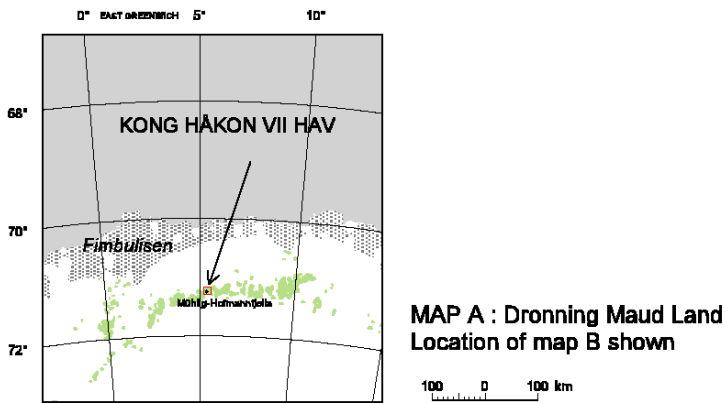 0° EAST GREENWICH 5° 10°
68°
KONG HÅKON VII HAV
70°
Fimbulisen
Mühlig-Hofmannfjella
72°
MAP A : Dronning Maud Land
Location of map B shown
100 0 100 km